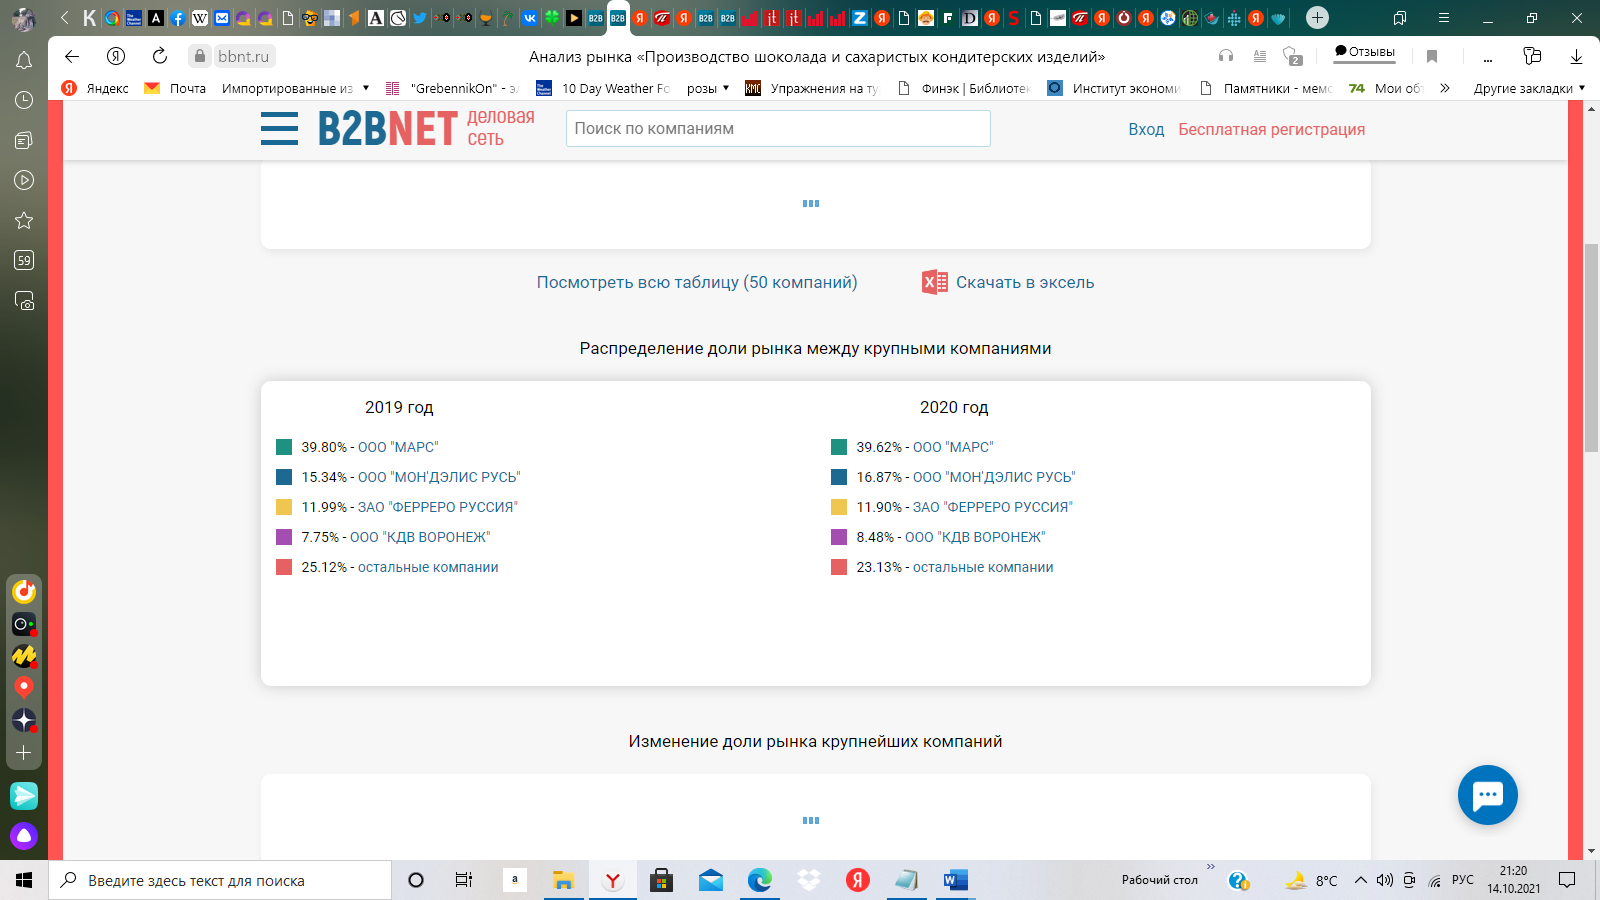 bbnt.ru
Анализ рынка «Производство шоколада и сахаристых кондитерских изделий»
2
Отзывы
Яндекс
Почта
Импортированные из
"GrebennikOn" - эл
10 Day Weather Fo
розы
КМС
Упражнения на ту
Финэк | Библиотек
Институт экономи
Памятники - мемо
74
Мои об
Другие закладки
59
B2BNET
деловая
сеть
Поиск по компаниям
Вход
Бесплатная регистрация
Посмотреть всю таблицу (50 компаний)
Скачать в эксель
Распределение доли рынка между крупными компаниями
2019 год
39.80% - ООО "МАРС"
15.34% - ООО "МОН'ДЭЛИС РУСЬ"
11.99% - ЗАО "ФЕРРЕРО РУССИЯ"
7.75% - ООО "КДВ ВОРОНЕЖ"
25.12% - остальные компании
2020 год
39.62% - ООО "МАРС"
16.87% - ООО "МОН'ДЭЛИС РУСЬ"
11.90% - ЗАО "ФЕРРЕРО РУССИЯ"
8.48% - ООО "КДВ ВОРОНЕЖ"
23.13% - остальные компании
Изменение доли рынка крупнейших компаний
Введите здесь текст для поиска
Рабочий стол
8°C
РУС
21:20
14.10.2021